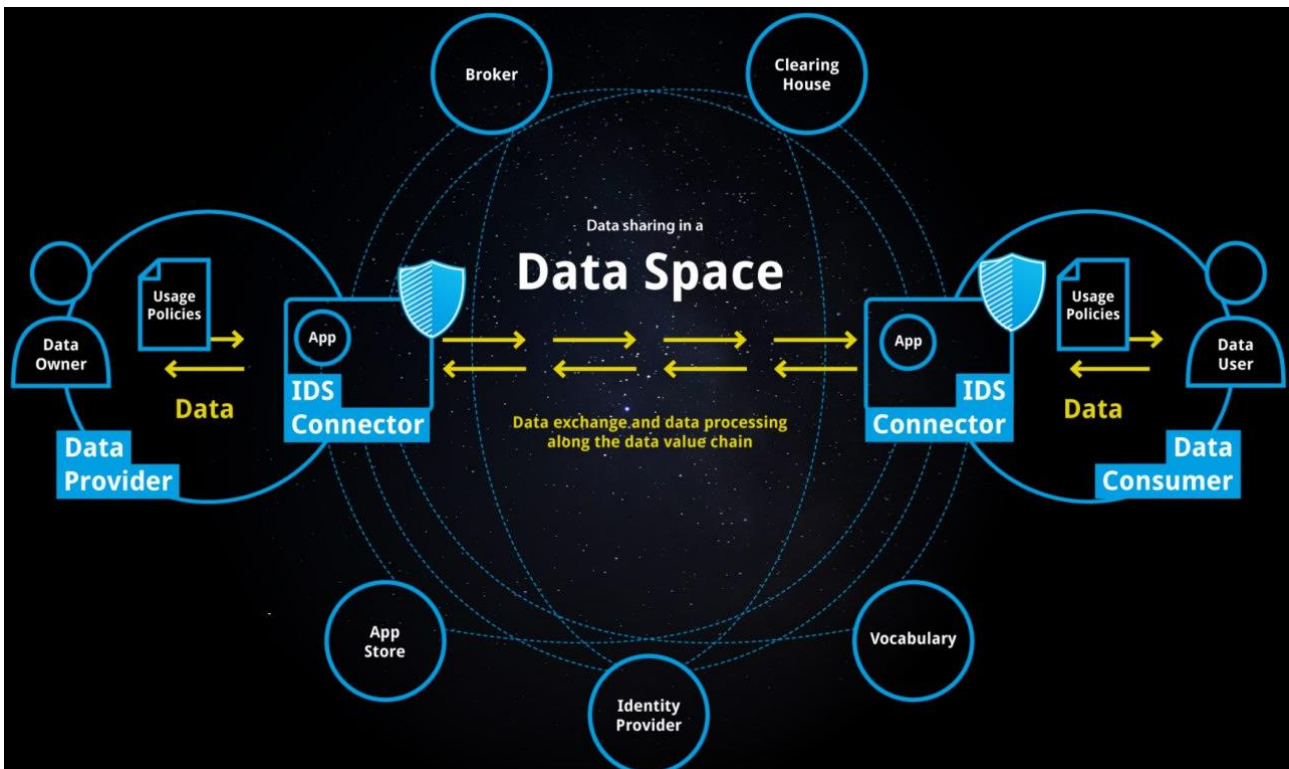 Broker
Clearing
House
Data sharing in a
Data Space
Usage
Policies
Data
Owner
App
IDS
Connector
Data
Data
Provider
Data exchange and data processing
along the data value chain
App
IDS
Connector
Usage
Policies
Data
User
Data
Data
Consumer
App
Store
Identity
Provider
Vocabulary